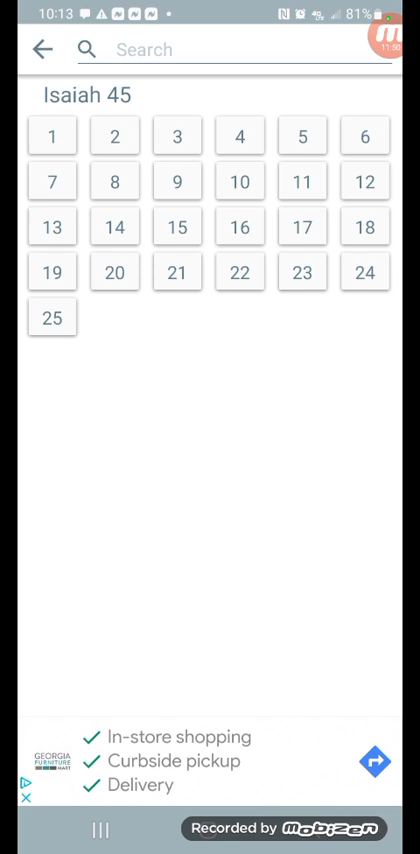 10:13 81%
11:50
Search
Isaiah 45
1 2 3 4 5 6
7 8 9 10 11 12
13 14 15 16 17 18
19 20 21 22 23 24
25
In-store shopping
GEORGIA
FURNITURE
MART
Curbside pickup
Delivery
Recorded by mobizen